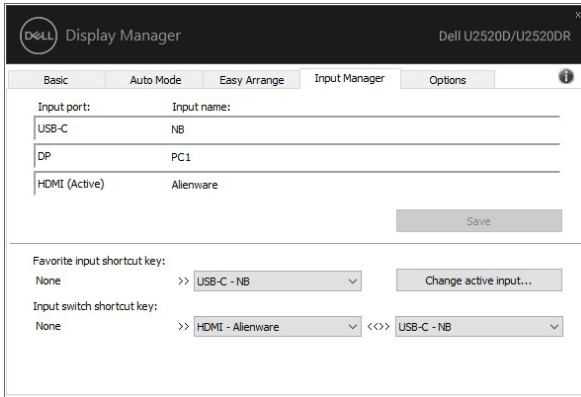 x
DELL Display Manager Dell U2520D/U2520DR
Basic Auto Mode Easy Arrange Input Manager Options i
Input port: Input name:
USB-C NB
DP PC1
HDMI (Active) Alienware
Save
Favorite input shortcut key:
None >> USB-C - NB Change active input...
Input switch shortcut key:
None >> HDMI - Alienware <<>> USB-C - NB